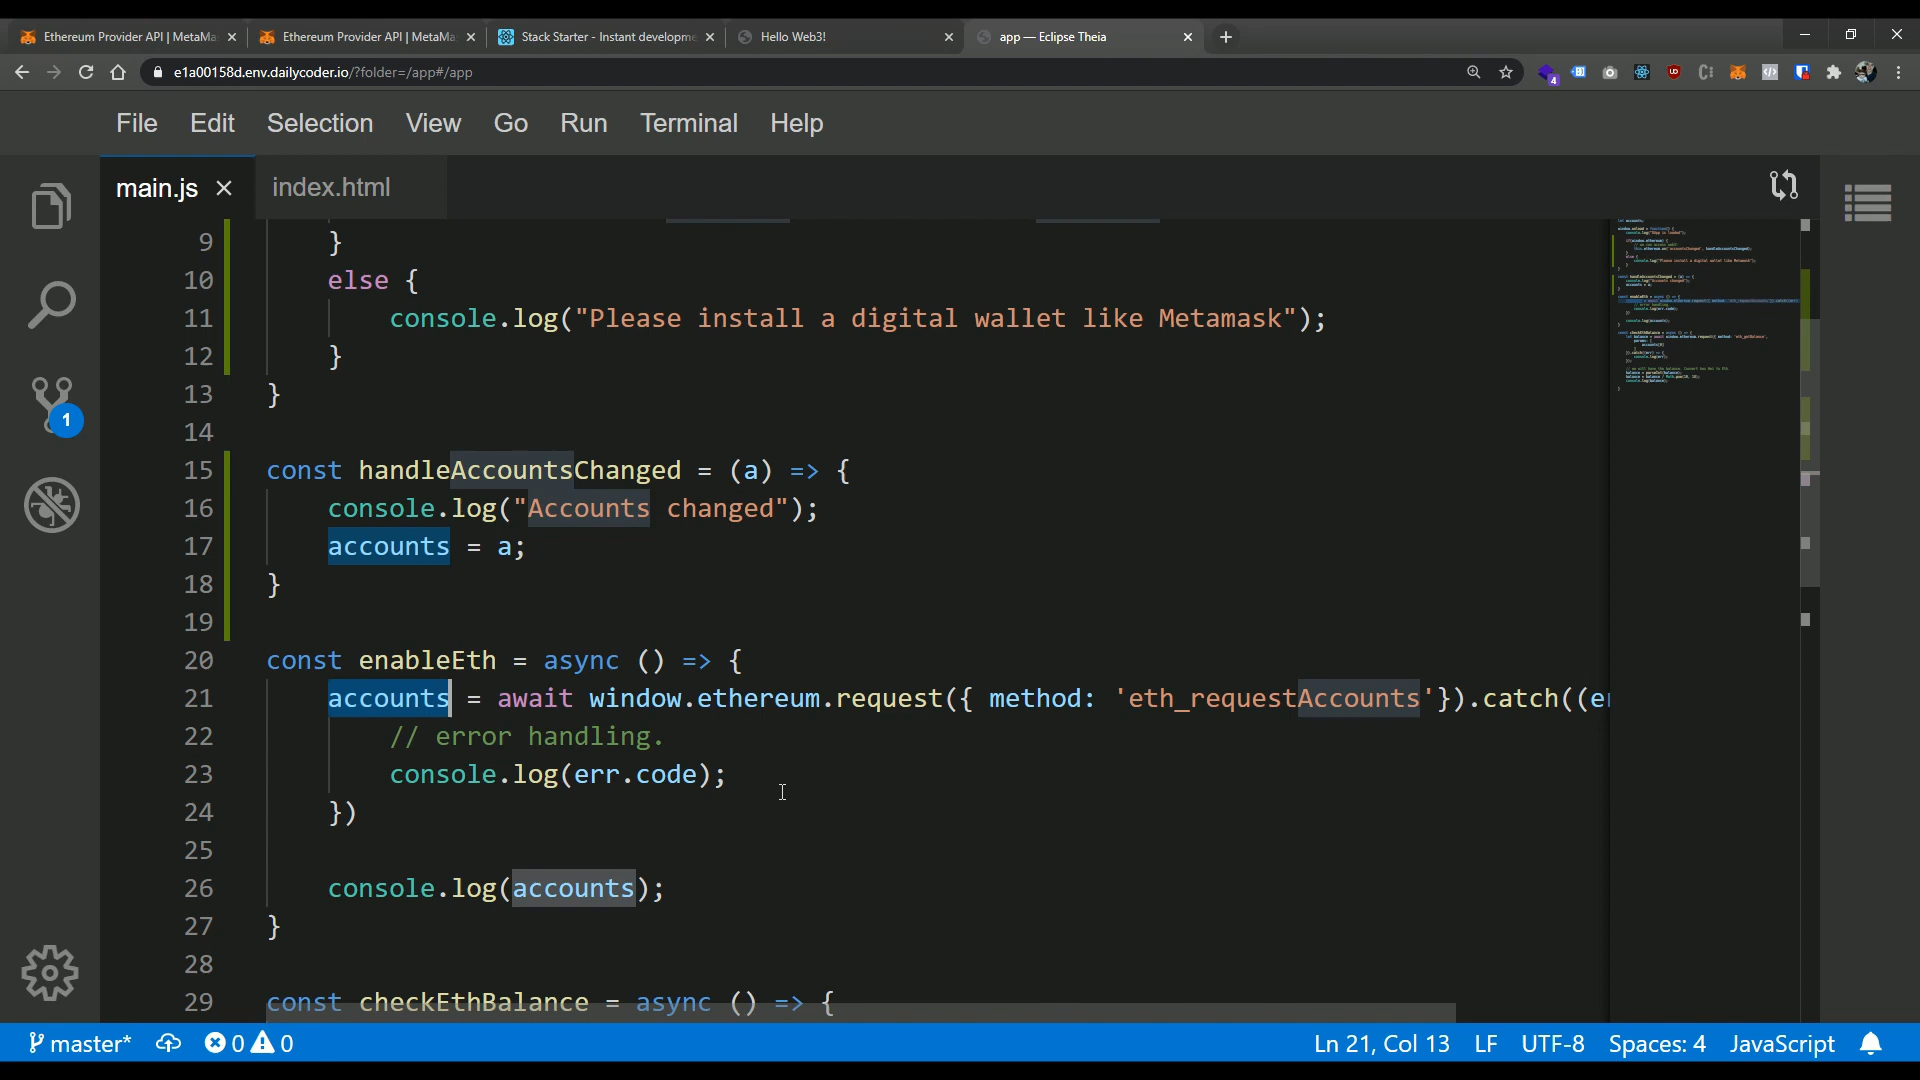 Ethereum Provider API | MetaMa
Ethereum Provider API | MetaMa
Stack Starter - Instant developme
Hello Web3!
app — Eclipse Theia
e1a00158d.env.dailycoder.io/?folder=/app#/app
4
File Edit Selection View Go Run Terminal Help
main.js
index.html
9 }
10 else {
11 console.log("Please install a digital wallet like Metamask");
12 }
13 }
14
15 const handleAccountsChanged = (a) => {
16 console.log("Accounts changed");
17 accounts = a;
18 }
19
20 const enableEth = async () => {
21 accounts = await window.ethereum.request({ method: 'eth_requestAccounts'}).catch((er
22 // error handling.
23 console.log(err.code);
24 })
25
26 console.log(accounts);
27 }
28
29 const checkEthBalance = async () => {
1
master* 0 0 Ln 21, Col 13 LF UTF-8 Spaces: 4 JavaScript